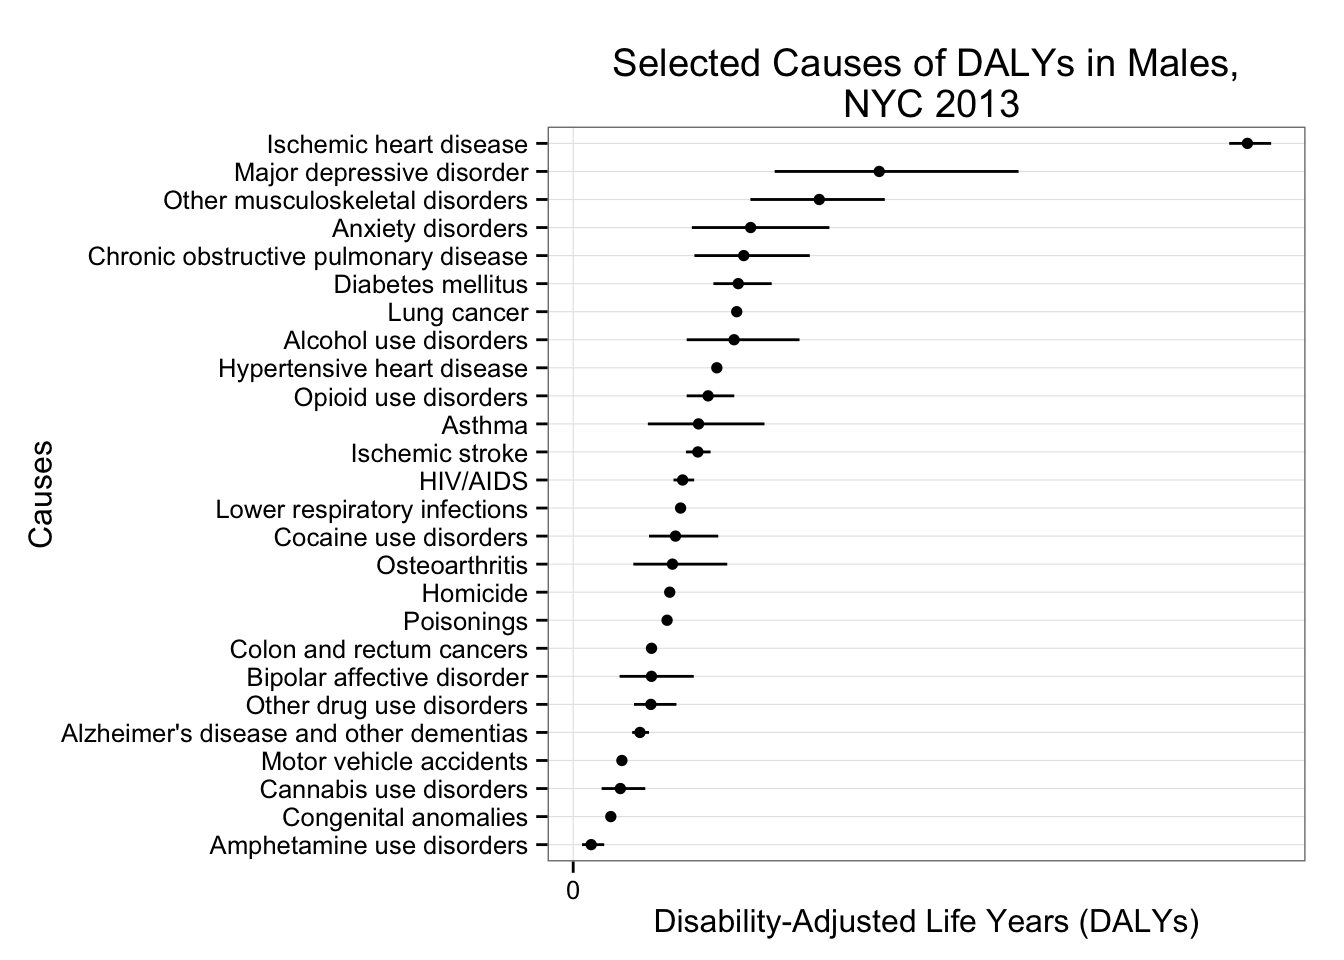 Selected Causes of DALYs in Males,
NYC 2013
Ischemic heart disease
Major depressive disorder
Other musculoskeletal disorders
Anxiety disorders
Chronic obstructive pulmonary disease
Diabetes mellitus
Lung cancer
Alcohol use disorders
Hypertensive heart disease
Opioid use disorders
Asthma
Ischemic stroke
HIV/AIDS
Lower respiratory infections
Cocaine use disorders
Osteoarthritis
Homicide
Poisonings
Colon and rectum cancers
Bipolar affective disorder
Other drug use disorders
Alzheimer's disease and other dementias
Motor vehicle accidents
Cannabis use disorders
Congenital anomalies
Amphetamine use disorders
Causes
0
Disability-Adjusted Life Years (DALYs)